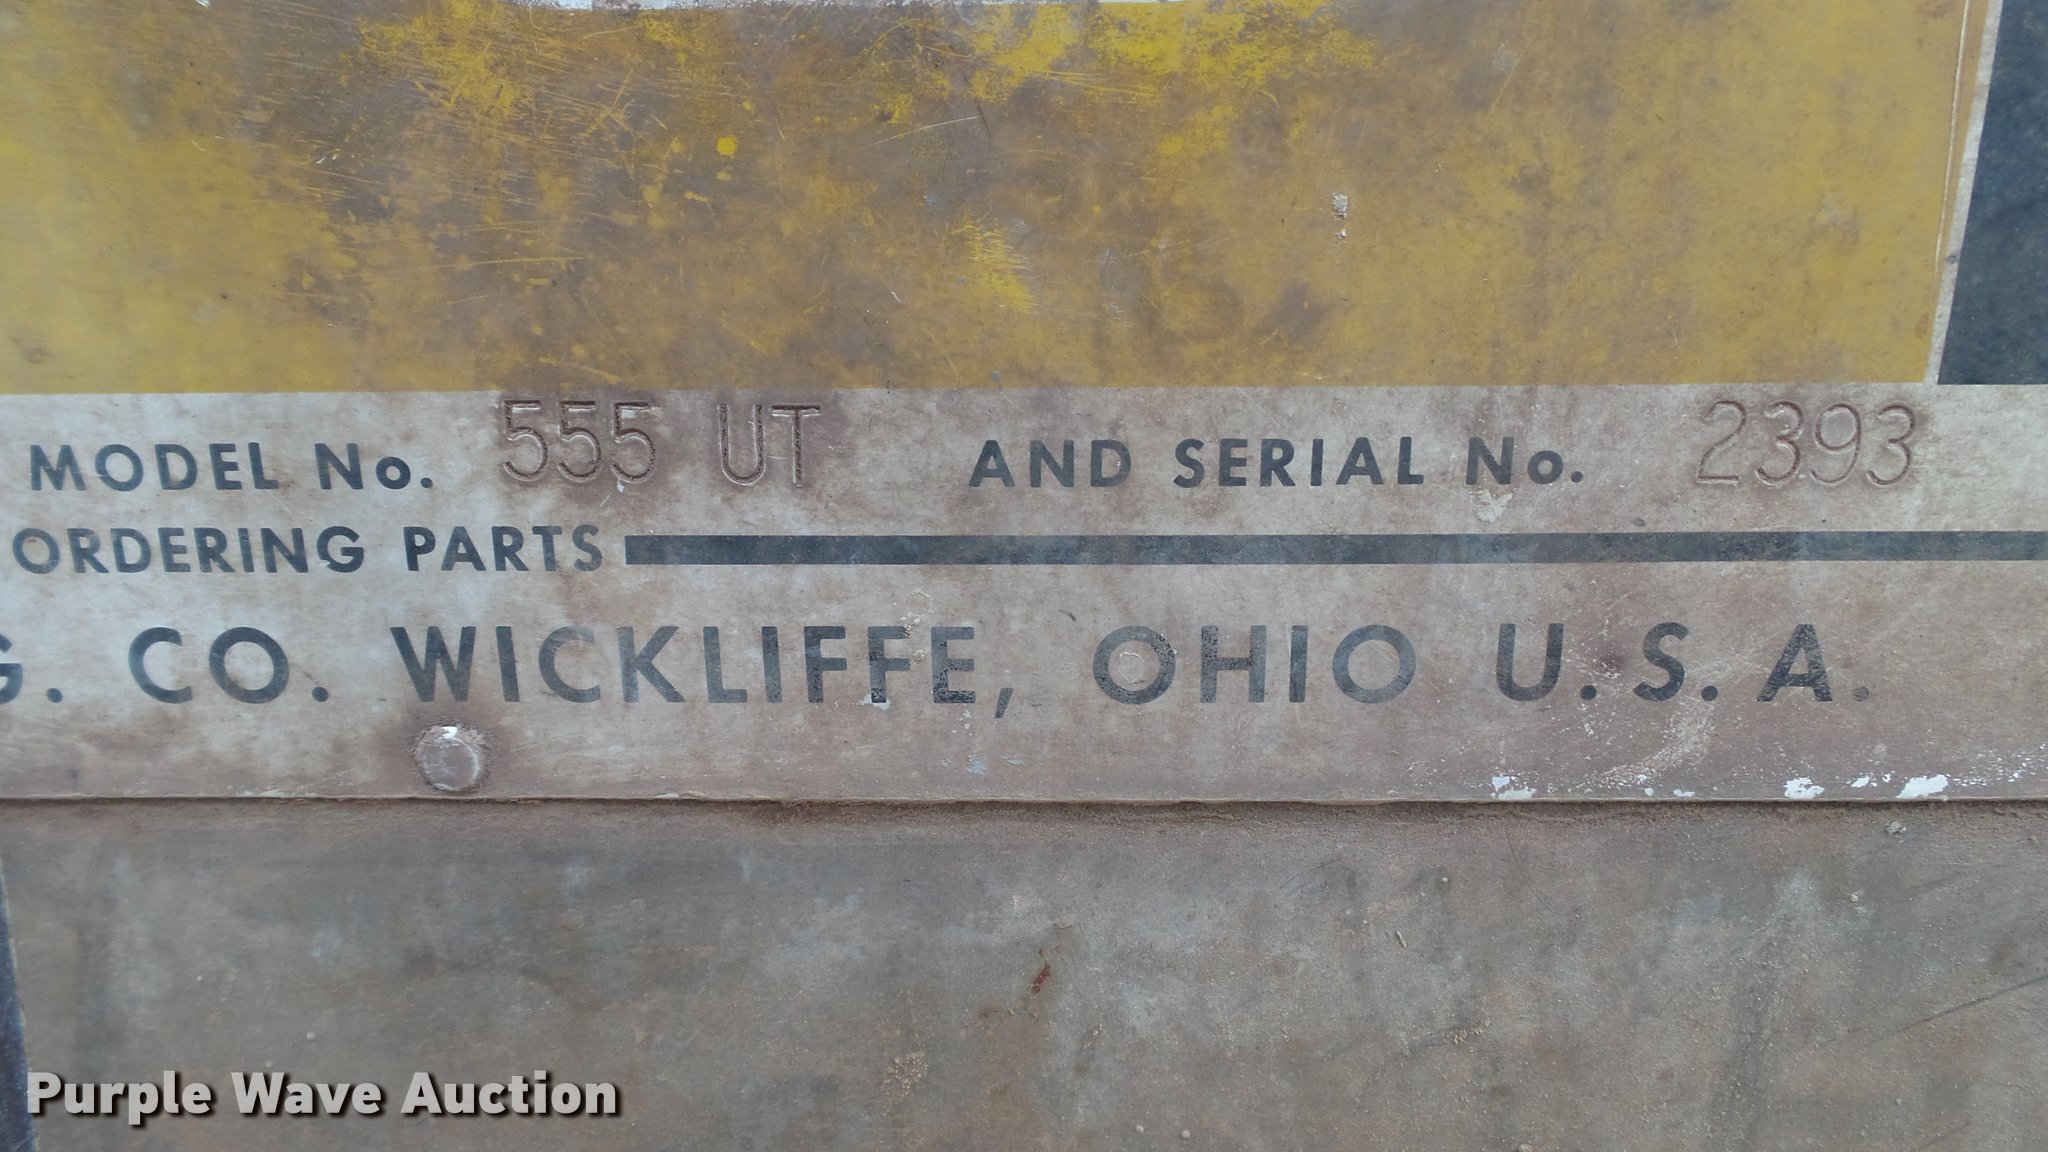 MODEL No. 555 UT AND SERIAL No. 2393
ORDERING PARTS
G. CO. WICKLIFFE, OHIO U.S.A.
Purple Wave Auction